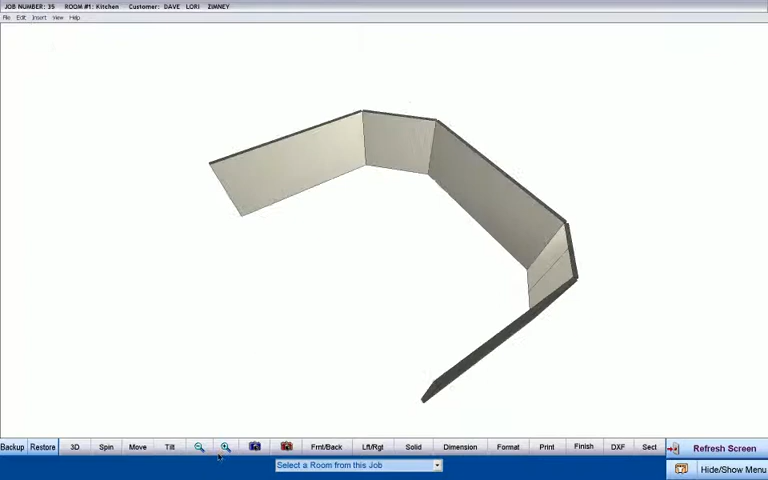 JOB NUMBER: 35 ROOM #1: Kitchen Customer: DAVE LORI ZIMNEY
File Edit Insert View Help
Backup Restore 3D Spin Move Tilt Frnt/Back Lft/Rgt Solid Dimension Format Print Finish DXF Sect Refresh Screen
Select a Room from this Job Hide/Show Menu